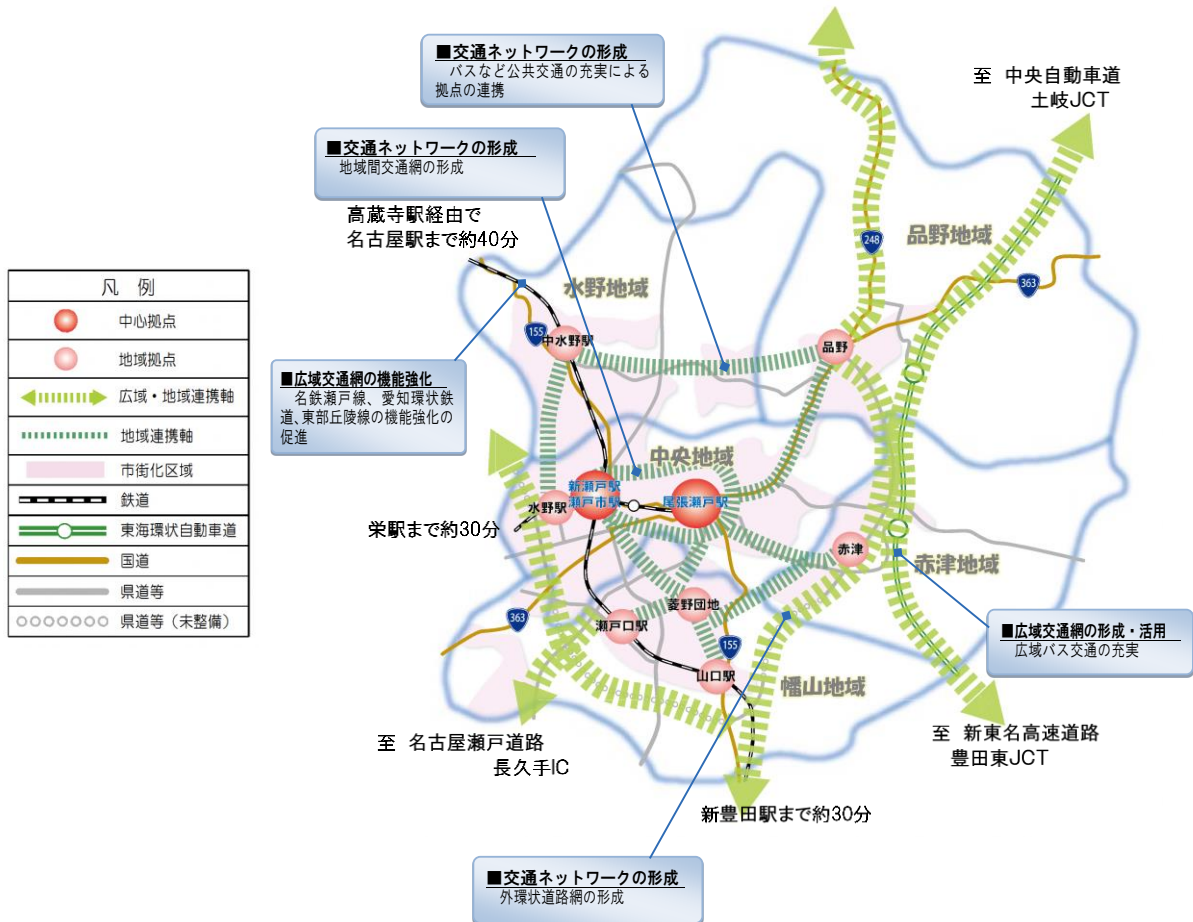 ■交通ネットワークの形成
バスなど公共交通の充実による
拠点の連携
至 中央自動車道
土岐JCT
■交通ネットワークの形成
地域間交通網の形成
高蔵寺駅経由で
名古屋駅まで約40分
248
品野地域
363
水野地域
凡 例
中心拠点
地域拠点
広域・地域連携軸
地域連携軸
市街化区域
鉄道
東海環状自動車道
国道
県道等
県道等（未整備）
155
中水野駅
品野
■広域交通網の機能強化
名鉄瀬戸線、愛知環状鉄
道、東部丘陵線の機能強化の
促進
中央地域
新瀬戸駅
瀬戸市駅
尾張瀬戸駅
水野駅
栄駅まで約30分
赤津
赤津地域
菱野団地
363
瀬戸口駅
155
■広域交通網の形成・活用
広域バス交通の充実
山口駅
幡山地域
至 名古屋瀬戸道路
長久手IC
至 新東名高速道路
豊田東JCT
新豊田駅まで約30分
■交通ネットワークの形成
外環状道路網の形成